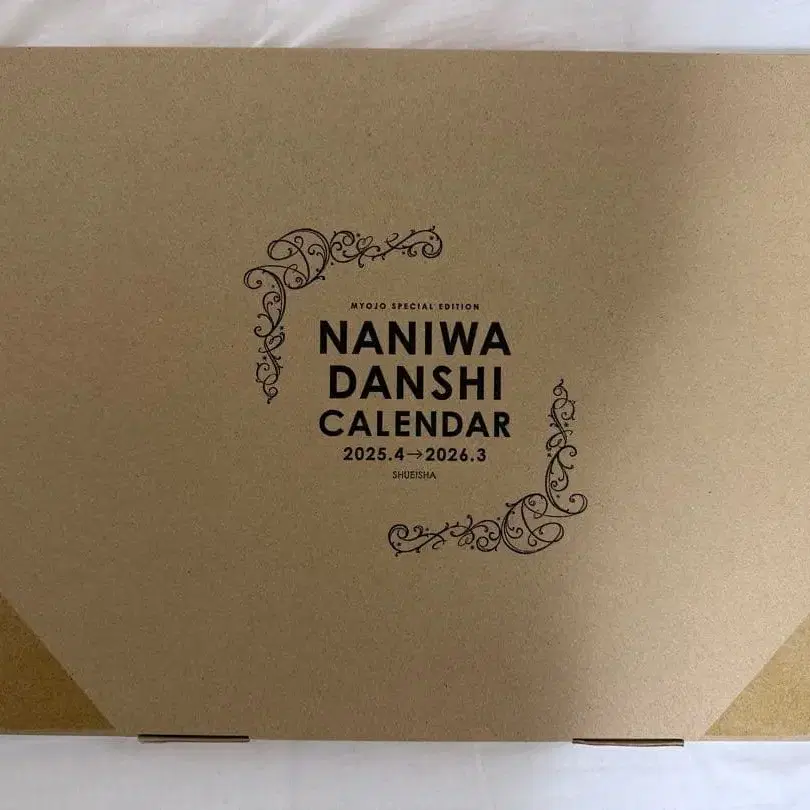 MYOJO SPECIAL EDITION
NANIWA
DANSHI
CALENDAR
2025.4→2026.3
SHUEISHA